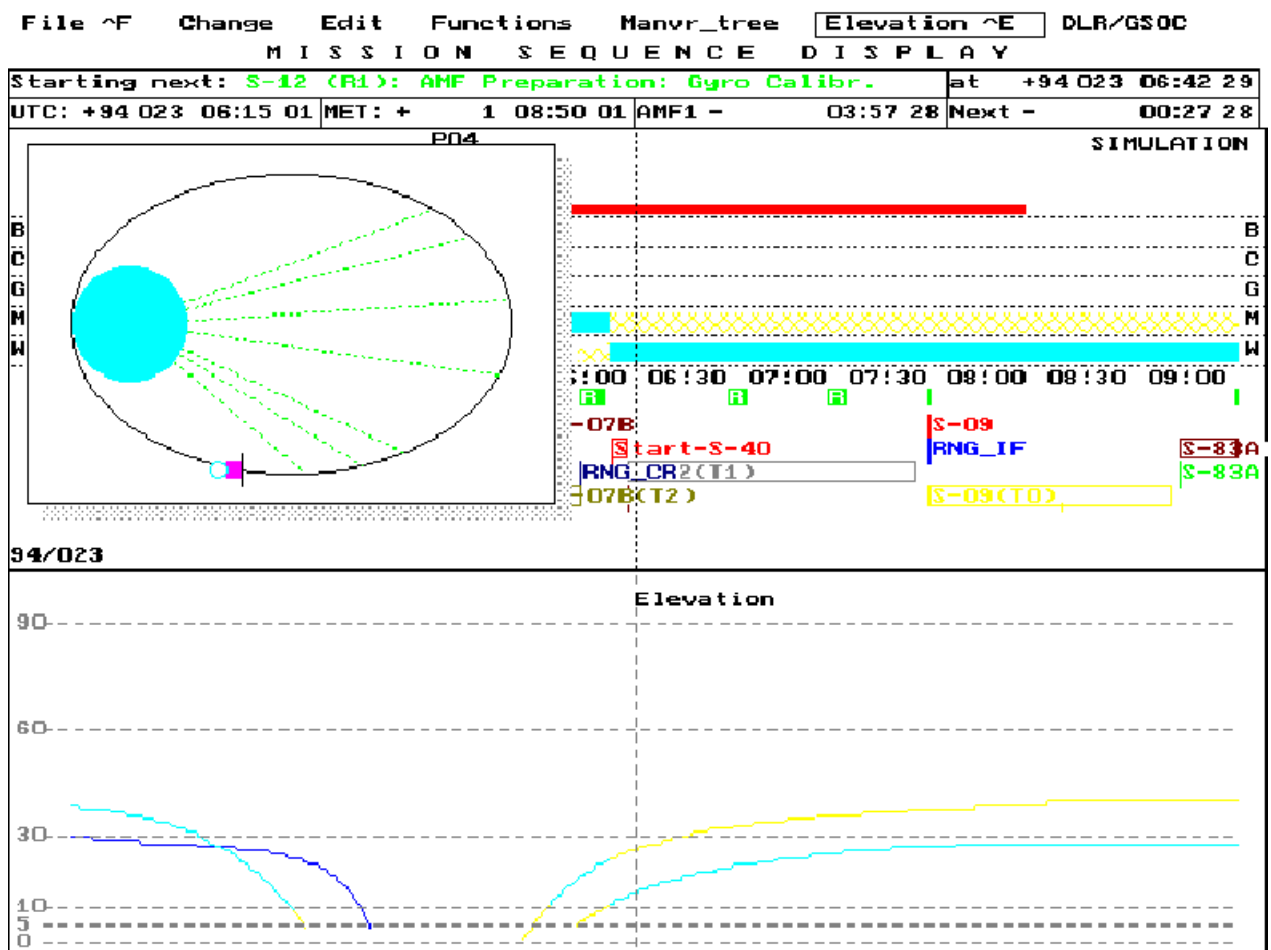 File ^F Change Edit Functions Manvr_tree Elevation ^E DLR/GSOC
MISSION SEQUENCE DISPLAY
Starting next: S-12 (R1): AMF Preparation: Gyro Calibr. at +94 023 06:42 29
UTC: +94 023 06:15 01 MET: + 1 08:50 01 AMF1 - 03:57 28 Next - 00:27 28
P04 SIMULATION
B B
C C
G G
M M
W W
:00 06:30 07:00 07:30 08:00 08:30 09:00
R R R
-07B S-09
Start-S-40 RNG_IF S-83A
RNG_CR2(T1) S-83A
-07B(T2) S-09(T0)
94/023
Elevation
90
60
30
10
5
0